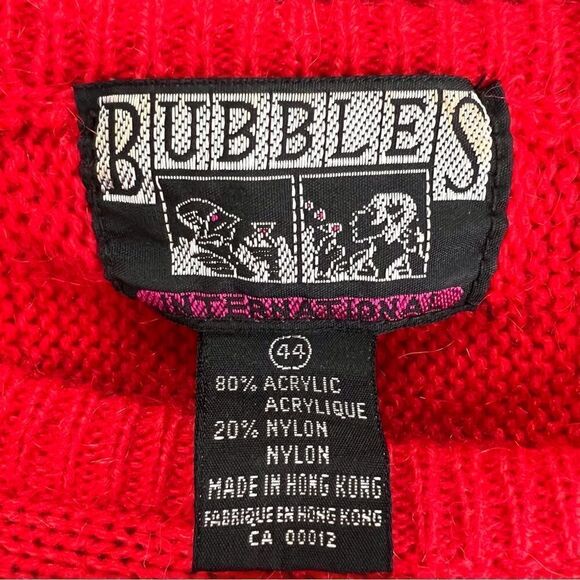 BUBBLES
INTERNATIONAL
44
80% ACRYLIC
ACRYLIQUE
20% NYLON
NYLON
MADE IN HONG KONG
FABRIQUE EN HONG KONG
CA 00012